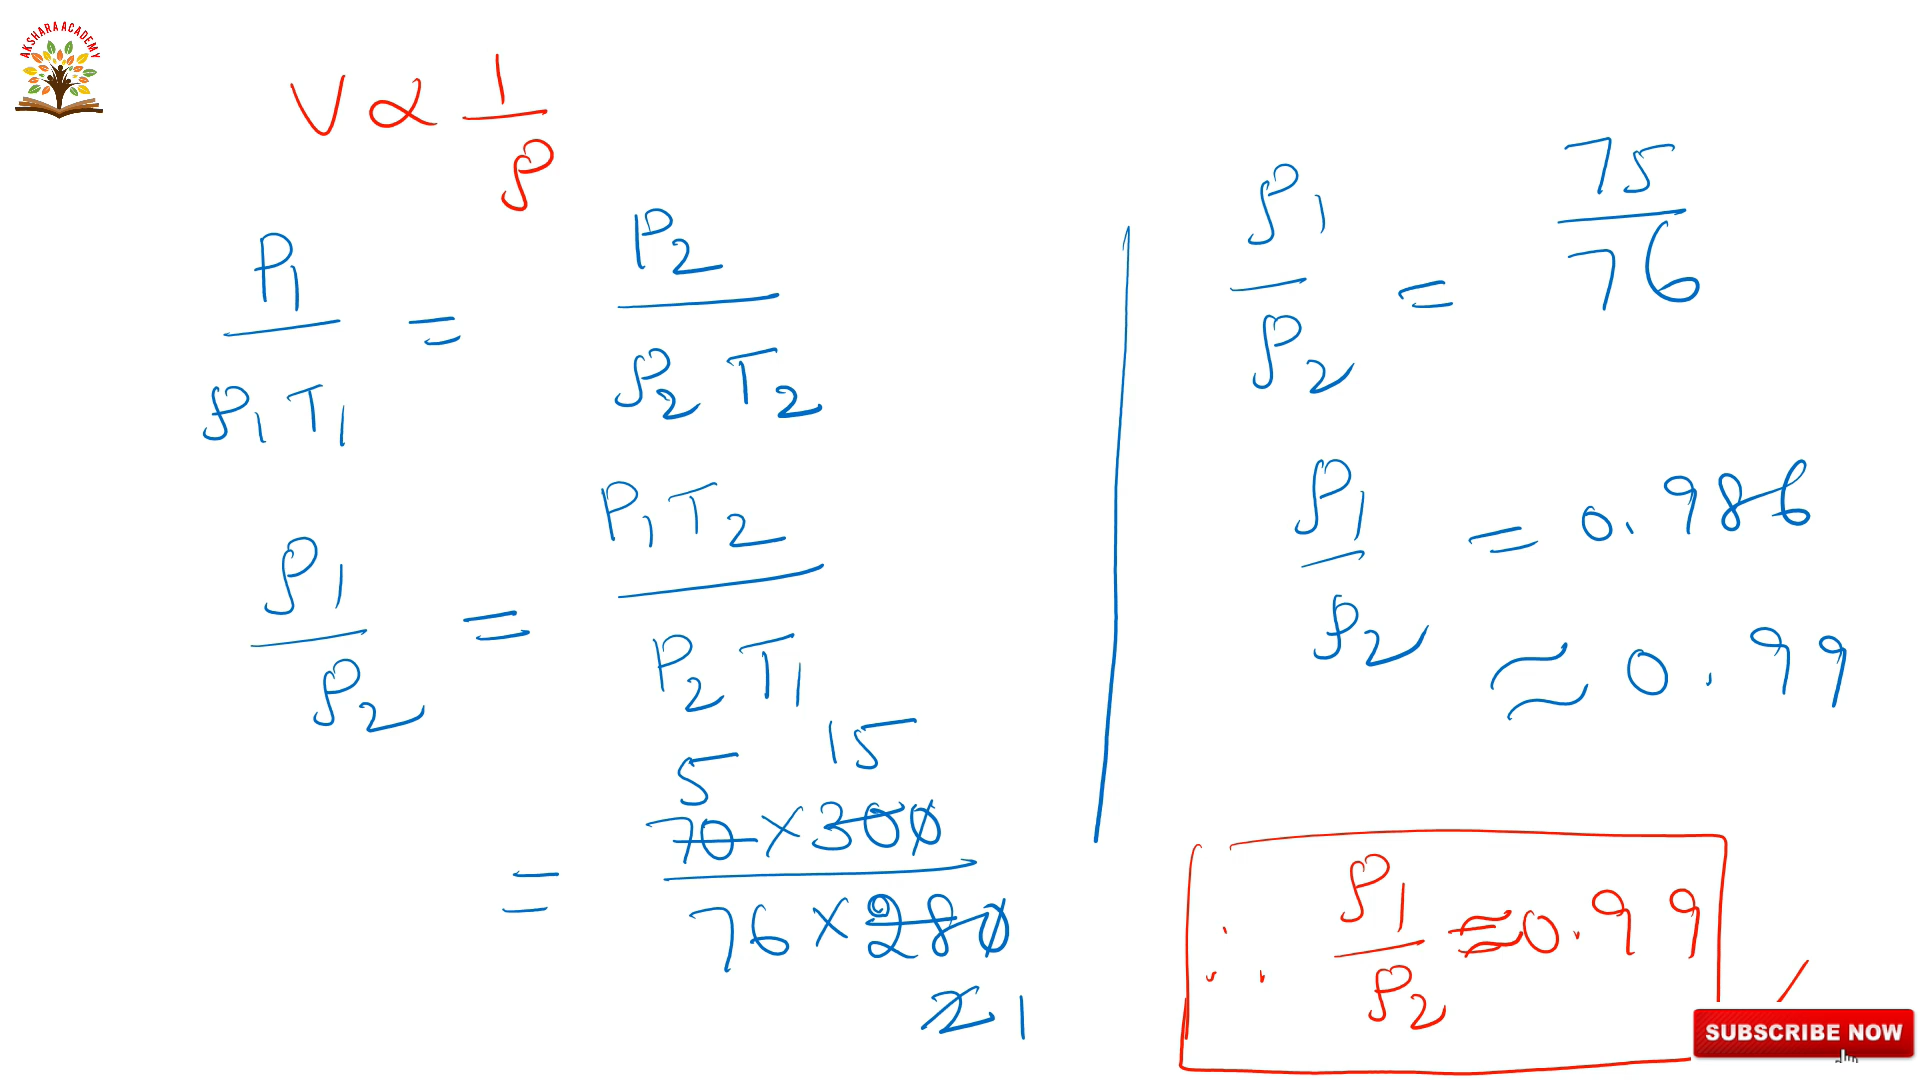 AKSHARA ACADEMY
V ∝ 1/ρ
P₁/ρ₁T₁ = P₂/ρ₂T₂
ρ₁/ρ₂ = P₁T₂/P₂T₁
5 15
= 70 × 300/76 × 280
2 1
ρ₁/ρ₂ = 75/76
ρ₁/ρ₂ = 0.986
≈ 0.99
∴ ρ₁/ρ₂ ≈ 0.99
SUBSCRIBE NOW